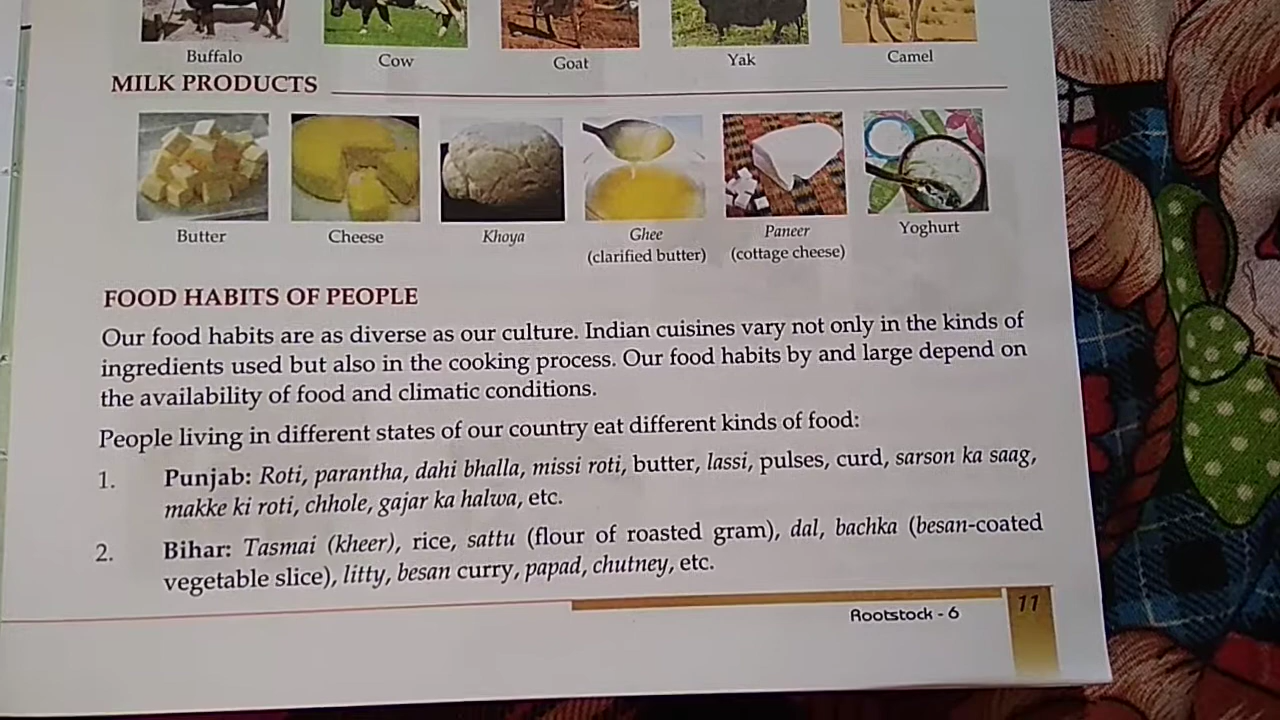 Buffalo
Cow
Goat
Yak
Camel
MILK PRODUCTS
Butter
Cheese
Khoya
Ghee
(clarified butter)
Paneer
(cottage cheese)
Yoghurt
FOOD HABITS OF PEOPLE
Our food habits are as diverse as our culture. Indian cuisines vary not only in the kinds of
ingredients used but also in the cooking process. Our food habits by and large depend on
the availability of food and climatic conditions.
People living in different states of our country eat different kinds of food:
1. Punjab: Roti, parantha, dahi bhalla, missi roti, butter, lassi, pulses, curd, sarson ka saag,
makke ki roti, chhole, gajar ka halwa, etc.
2. Bihar: Tasmai (kheer), rice, sattu (flour of roasted gram), dal, bachka (besan-coated
vegetable slice), litty, besan curry, papad, chutney, etc.
Rootstock - 6
11